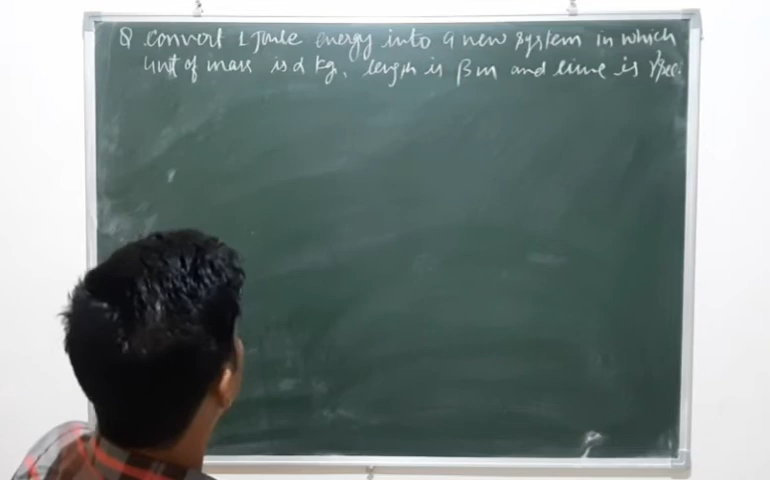 Q convert 1 Joule energy into a new system in which
unit of mass is α kg, length is β m and time is γ sec.